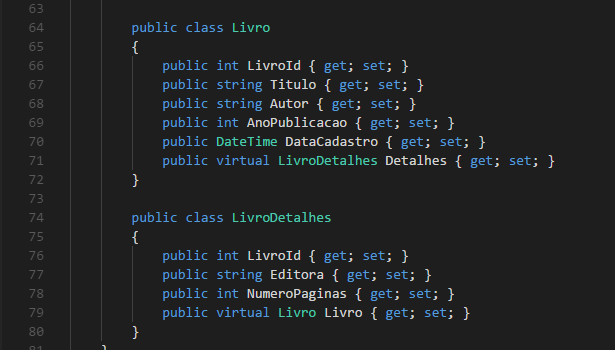 63
64 public class Livro
65 {
66 public int LivroId { get; set; }
67 public string Titulo { get; set; }
68 public string Autor { get; set; }
69 public int AnoPublicacao { get; set; }
70 public DateTime DataCadastro { get; set; }
71 public virtual LivroDetalhes Detalhes { get; set; }
72 }
73
74 public class LivroDetalhes
75 {
76 public int LivroId { get; set; }
77 public string Editora { get; set; }
78 public int NumeroPaginas { get; set; }
79 public virtual Livro Livro { get; set; }
80 }
81 }